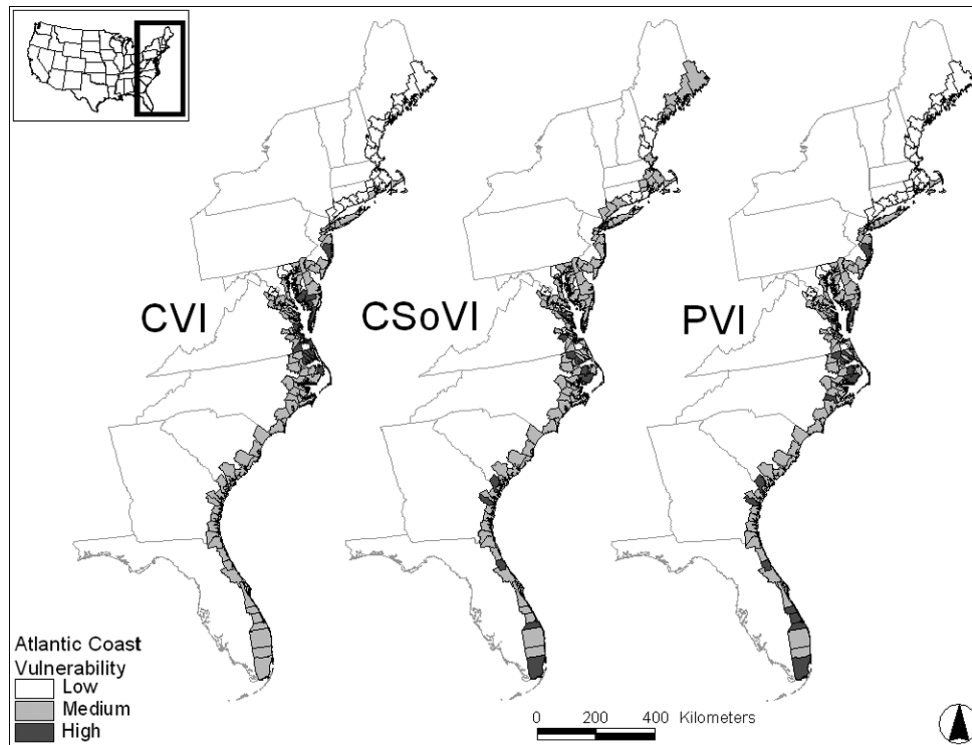 CVI
CSoVI
PVI
Atlantic Coast
Vulnerability
Low
Medium
High
0 200 400 Kilometers